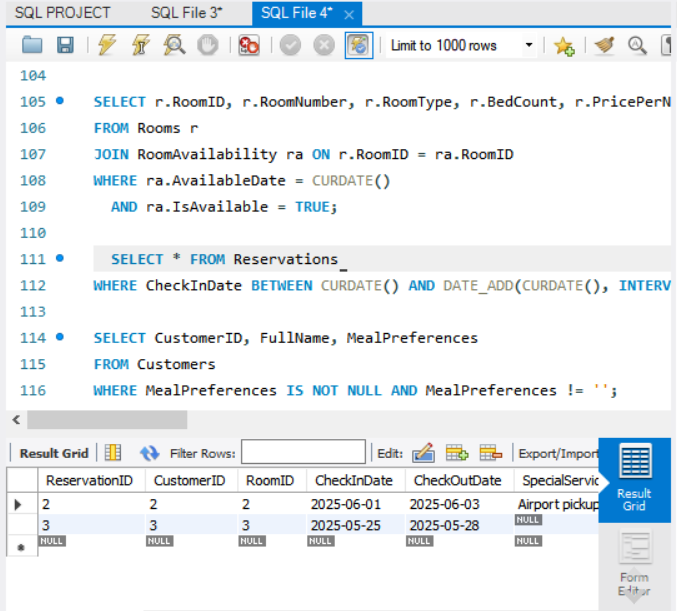 SQL PROJECT SQL File 3* SQL File 4* ×
Limit to 1000 rows
104
105 SELECT r.RoomID, r.RoomNumber, r.RoomType, r.BedCount, r.PricePerN
106 FROM Rooms r
107 JOIN RoomAvailability ra ON r.RoomID = ra.RoomID
108 WHERE ra.AvailableDate = CURDATE()
109 AND ra.IsAvailable = TRUE;
110
111 SELECT * FROM Reservations
112 WHERE CheckInDate BETWEEN CURDATE() AND DATE_ADD(CURDATE(), INTERV
113
114 SELECT CustomerID, FullName, MealPreferences
115 FROM Customers
116 WHERE MealPreferences IS NOT NULL AND MealPreferences != '';
Result Grid Filter Rows: Edit: Export/Import
ReservationID CustomerID RoomID CheckInDate CheckOutDate SpecialServic
2 2 2 2025-06-01 2025-06-03 Airport pickup
3 3 3 2025-05-25 2025-05-28 NULL
NULL NULL NULL NULL NULL NULL
Result
Grid
Form
Editor